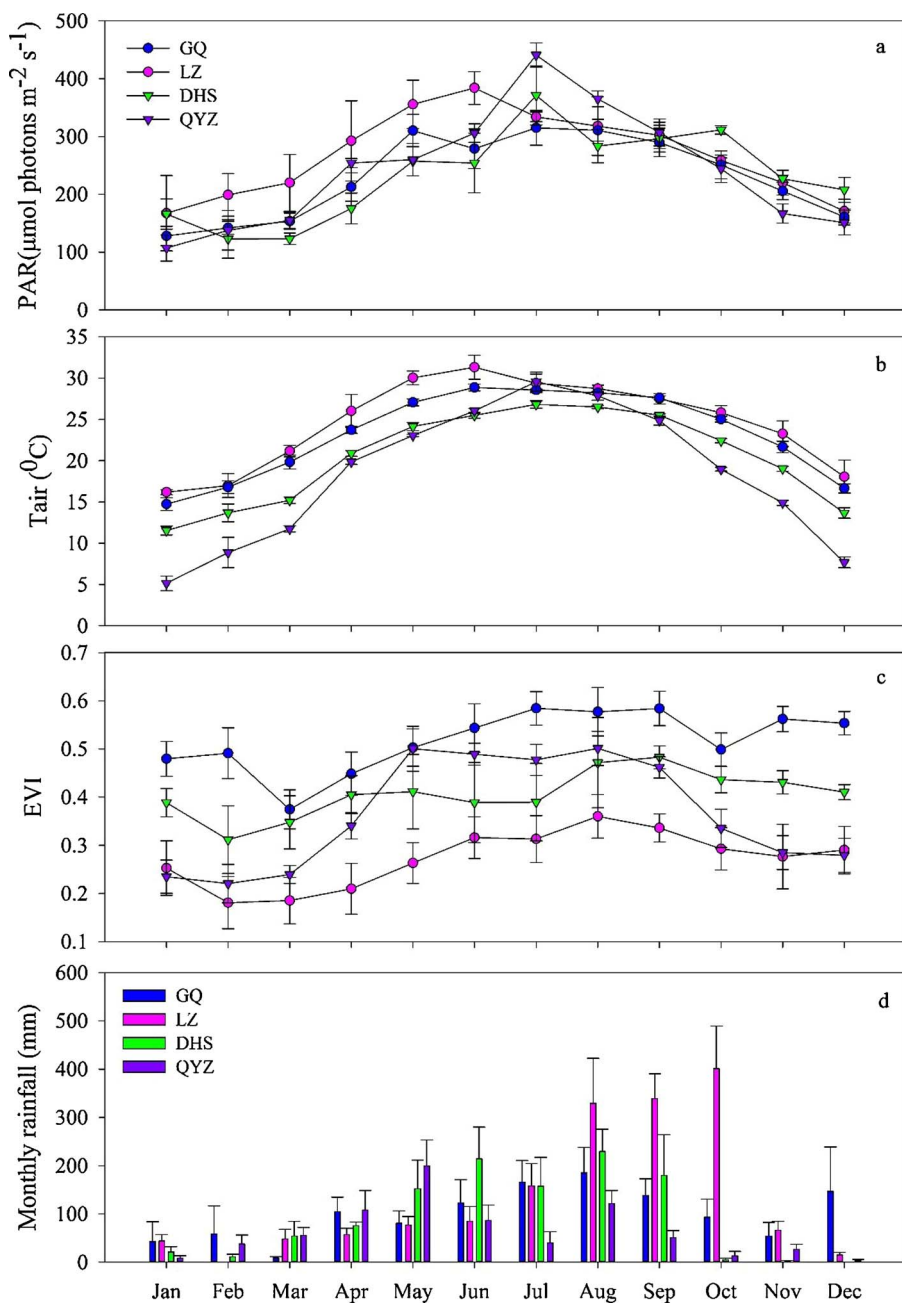 PAR(μmol photons m⁻² s⁻¹)
500
400
300
200
100
0
GQ
LZ
DHS
QYZ
a
Tair (⁰C)
35
30
25
20
15
10
5
0
b
EVI
0.7
0.6
0.5
0.4
0.3
0.2
0.1
c
Monthly rainfall (mm)
600
500
400
300
200
100
0
GQ
LZ
DHS
QYZ
d
Jan Feb Mar Apr May Jun Jul Aug Sep Oct Nov Dec